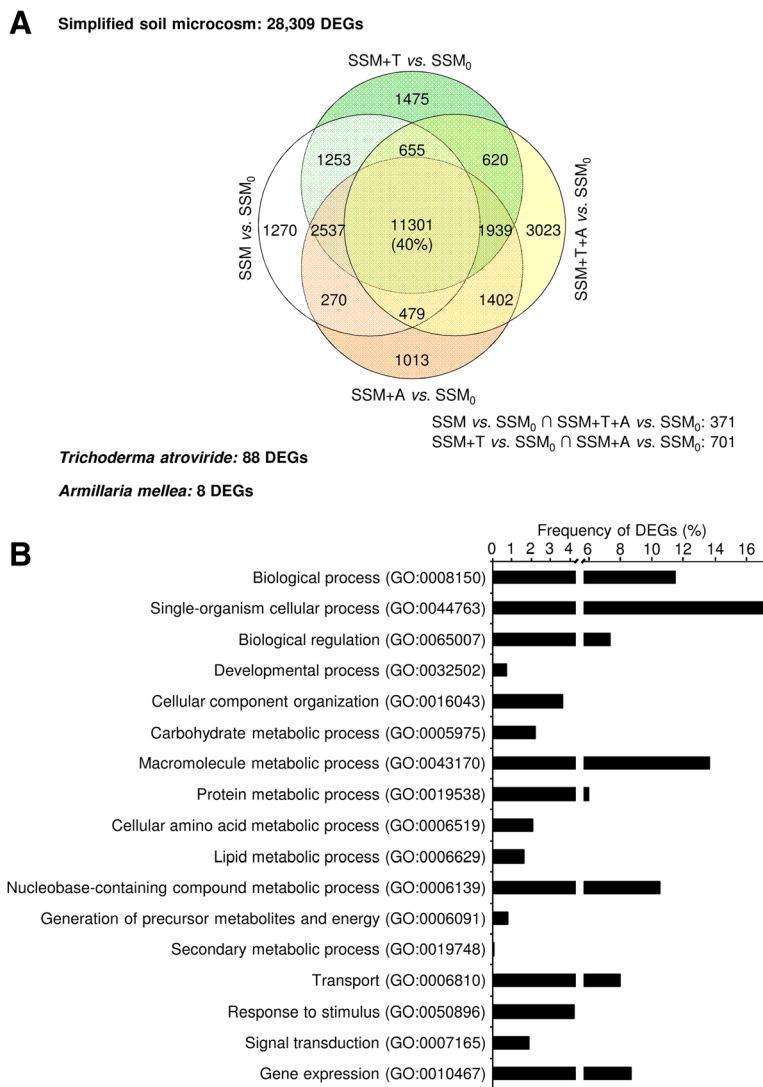 A
Simplified soil microcosm: 28,309 DEGs
SSM+T vs. SSM0
1475
655
1253
620
SSM vs. SSM0
1270
2537
11301
(40%)
1939
3023
SSM+T+A vs. SSM0
270
479
1402
1013
SSM+A vs. SSM0
SSM vs. SSM0 ∩ SSM+T+A vs. SSM0: 371
SSM+T vs. SSM0 ∩ SSM+A vs. SSM0: 701
Trichoderma atroviride: 88 DEGs
Armillaria mellea: 8 DEGs
B
Frequency of DEGs (%)
0 1 2 3 4 6 8 10 12 14 16
Biological process (GO:0008150)
Single-organism cellular process (GO:0044763)
Biological regulation (GO:0065007)
Developmental process (GO:0032502)
Cellular component organization (GO:0016043)
Carbohydrate metabolic process (GO:0005975)
Macromolecule metabolic process (GO:0043170)
Protein metabolic process (GO:0019538)
Cellular amino acid metabolic process (GO:0006519)
Lipid metabolic process (GO:0006629)
Nucleobase-containing compound metabolic process (GO:0006139)
Generation of precursor metabolites and energy (GO:0006091)
Secondary metabolic process (GO:0019748)
Transport (GO:0006810)
Response to stimulus (GO:0050896)
Signal transduction (GO:0007165)
Gene expression (GO:0010467)